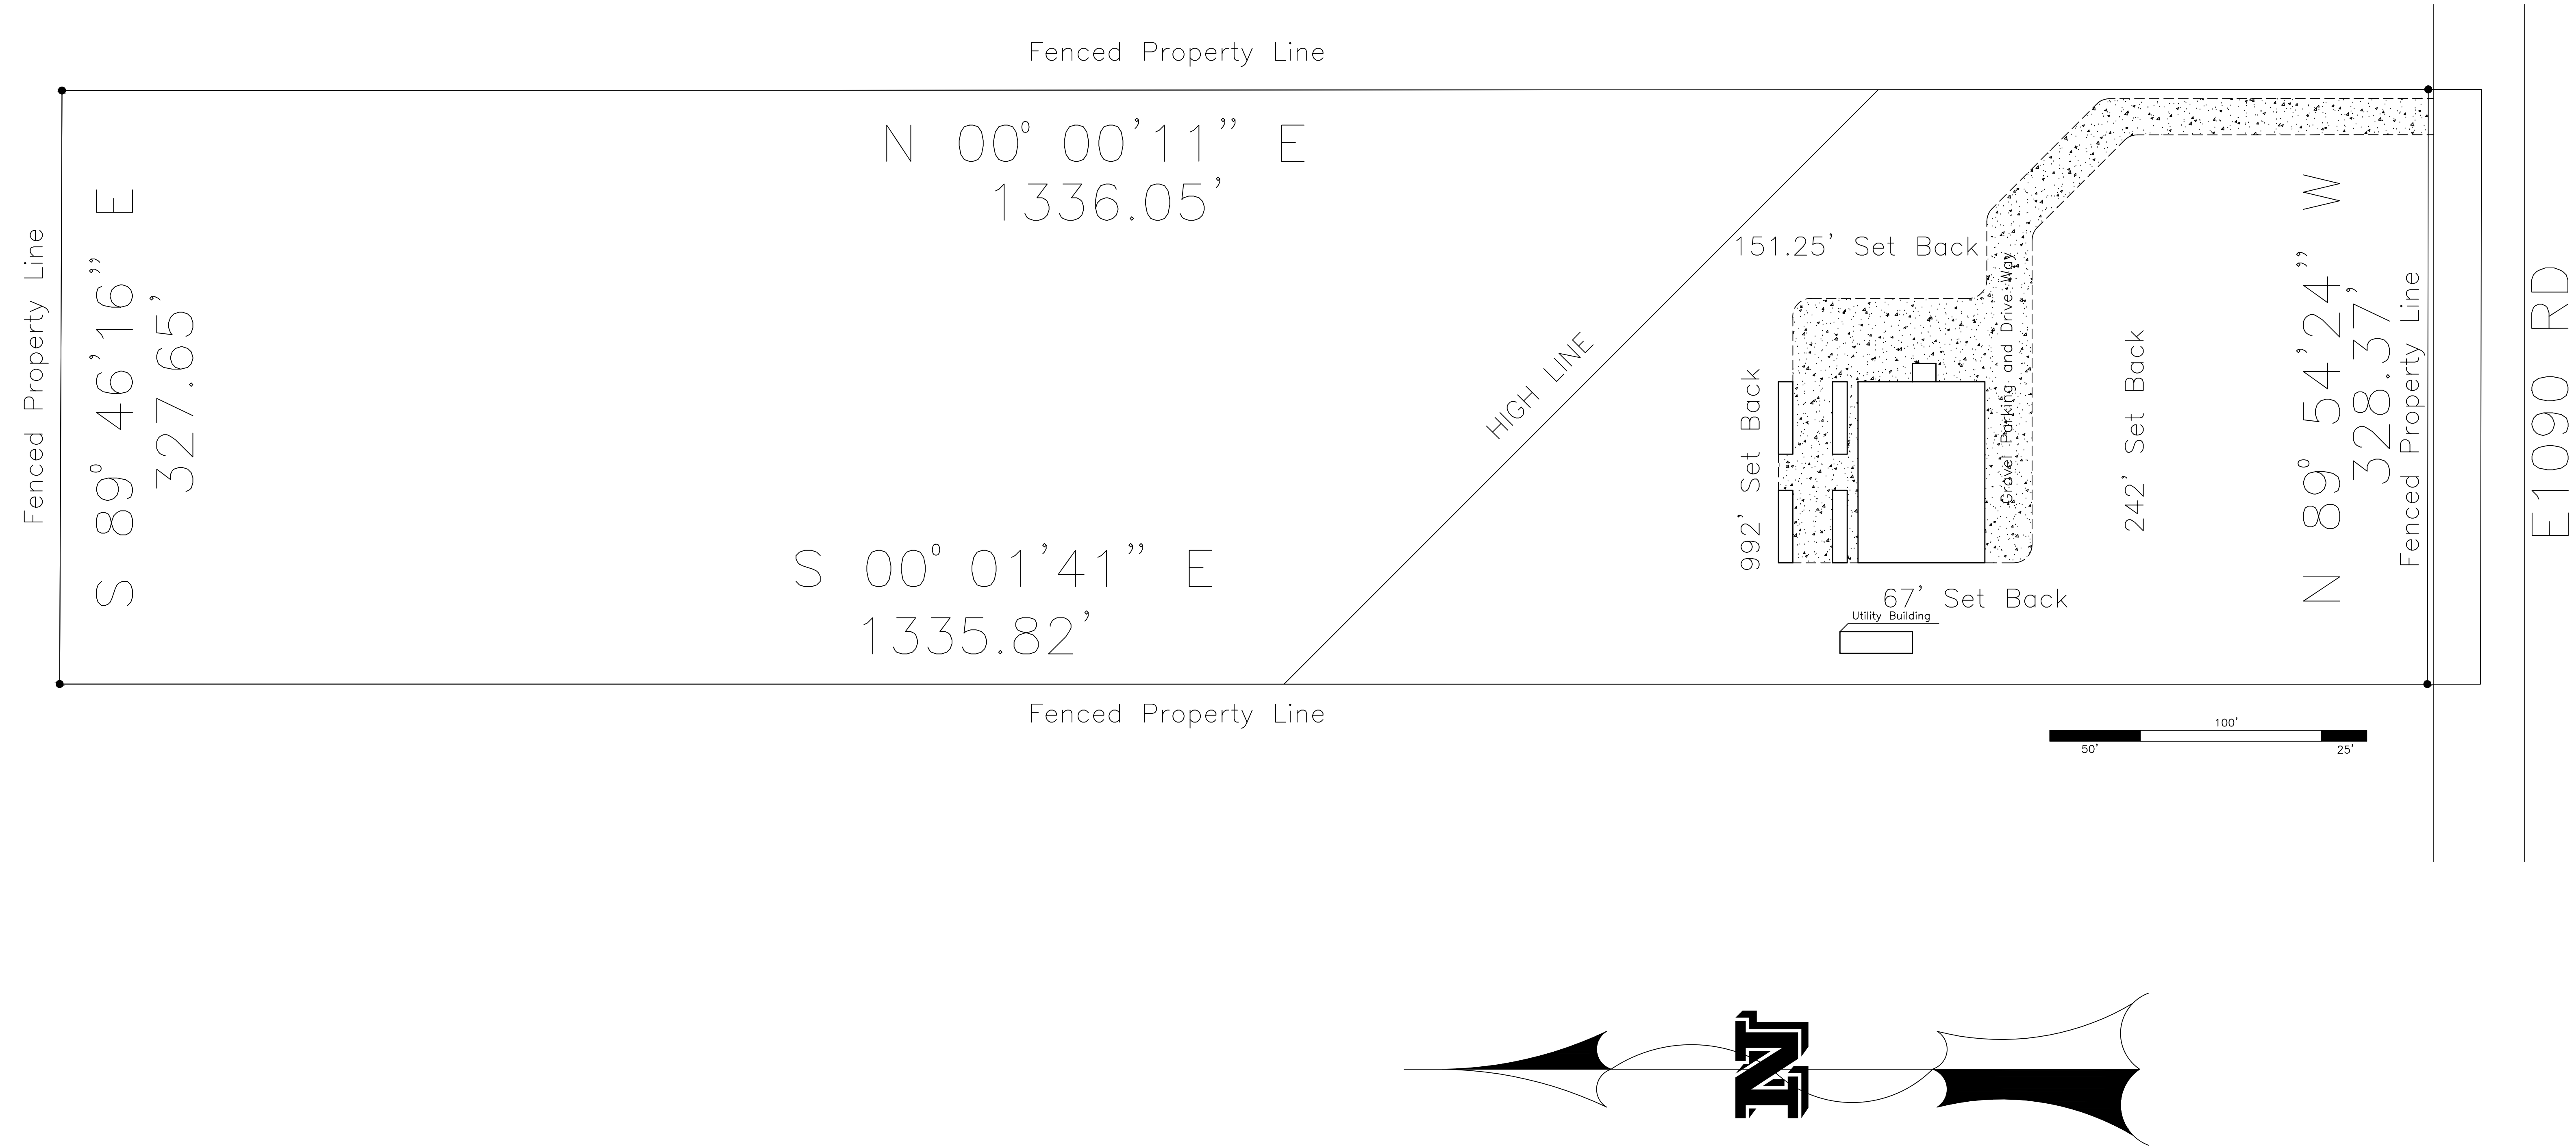 Fenced Property Line
N 00° 00'11" E
1336.05'
Fenced Property Line
S 89° 46'16" E
327.65'
HIGH LINE
151.25' Set Back
992' Set Back
Gravel Parking and Drive Way
242' Set Back
N 89° 54'24" W
328.37'
Fenced Property Line
E1090 RD
S 00° 01'41" E
1335.82'
67' Set Back
Utility Building
Fenced Property Line
100'
50'
25'
N